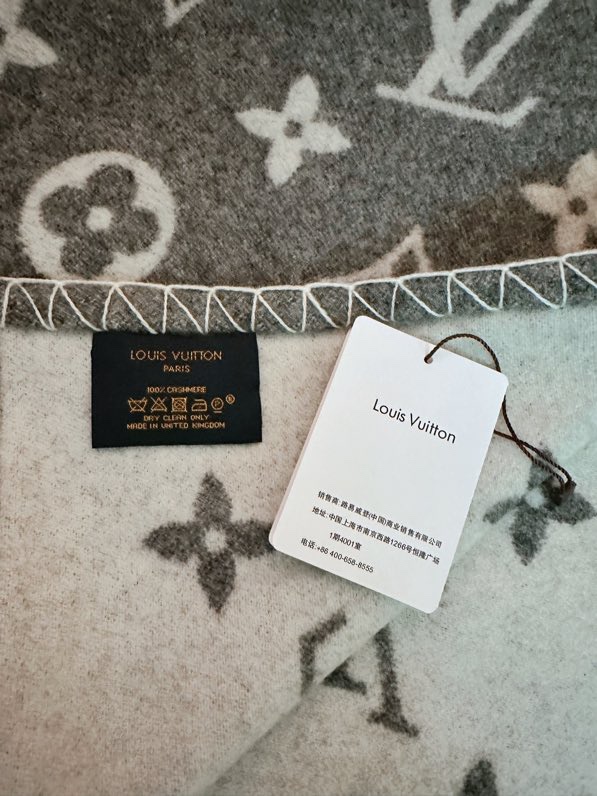 LOUIS VUITTON
PARIS
100% CASHMERE
DRY CLEAN ONLY
MADE IN UNITED KINGDOM
Louis Vuitton
销售商:路易威登(中国)商业销售有限公司
地址:中国上海市南京西路1266号恒隆广场
1期4001室
电话:+86 400-658-8555